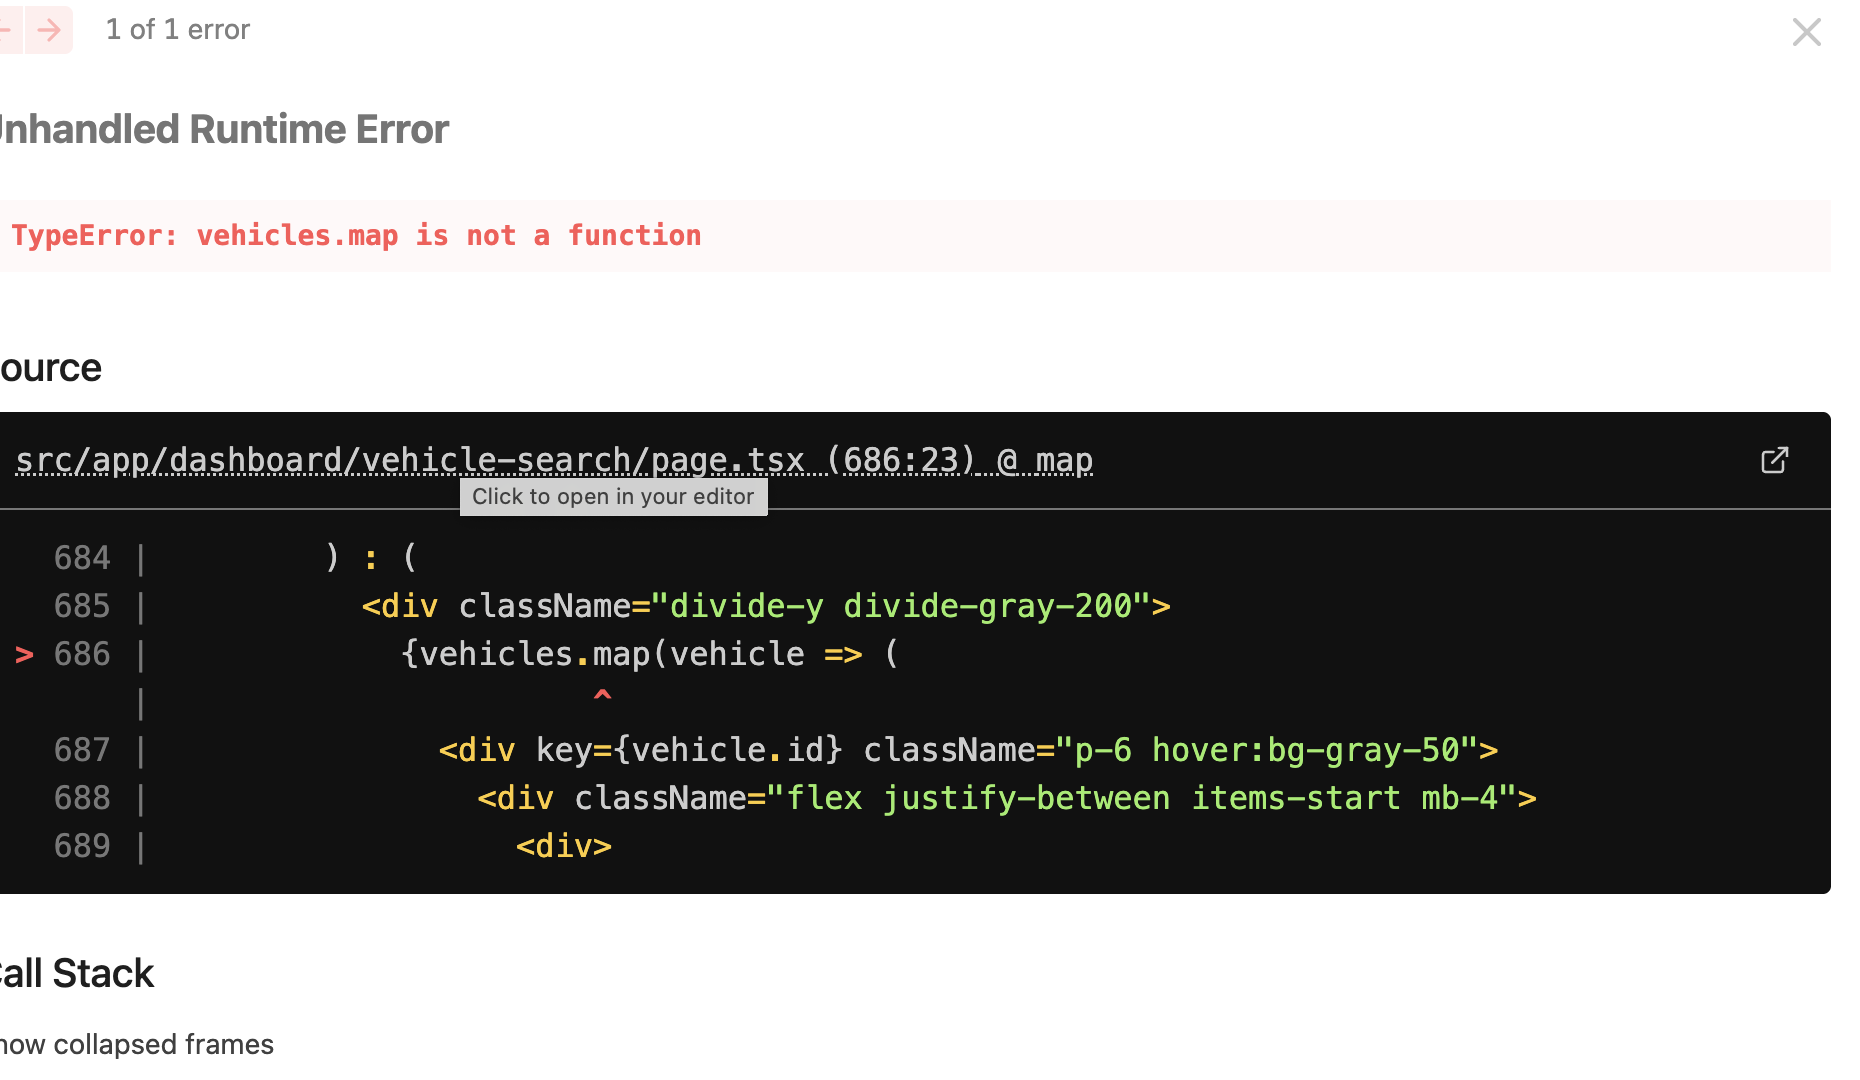 1 of 1 error
nhandled Runtime Error
TypeError: vehicles.map is not a function
ource
src/app/dashboard/vehicle-search/page.tsx (686:23) @ map
Click to open in your editor
684 | ) : (
685 | <div className="divide-y divide-gray-200">
> 686 | {vehicles.map(vehicle => (
| ^
687 | <div key={vehicle.id} className="p-6 hover:bg-gray-50">
688 | <div className="flex justify-between items-start mb-4">
689 | <div>
all Stack
how collapsed frames